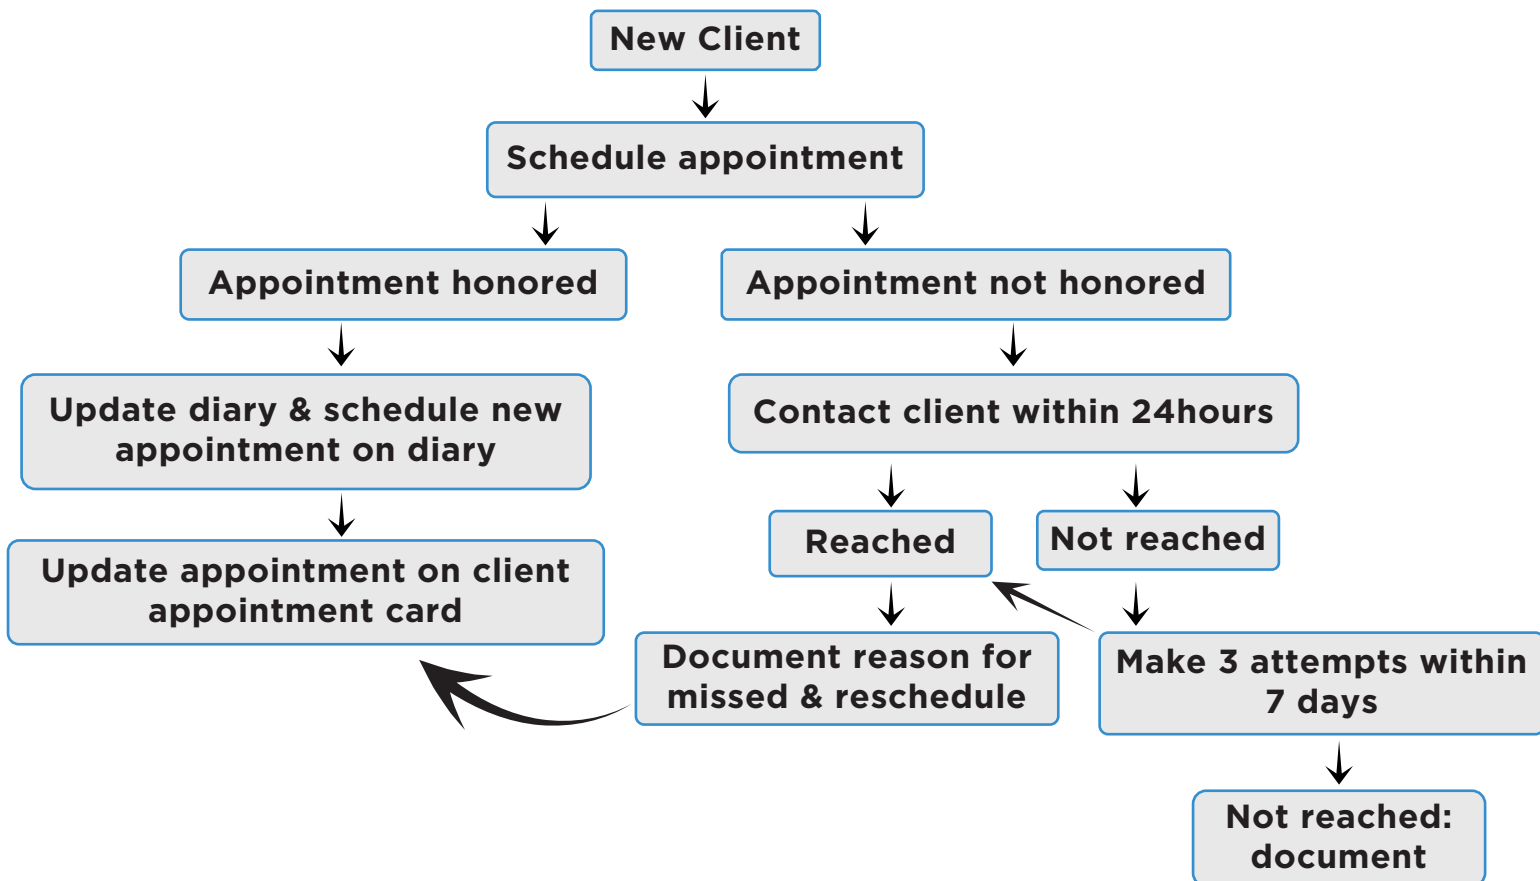 New Client
Schedule appointment
Appointment honored
Appointment not honored
Update diary & schedule new
appointment on diary
Contact client within 24hours
Reached
Not reached
Update appointment on client
appointment card
Document reason for
missed & reschedule
Make 3 attempts within
7 days
Not reached:
document